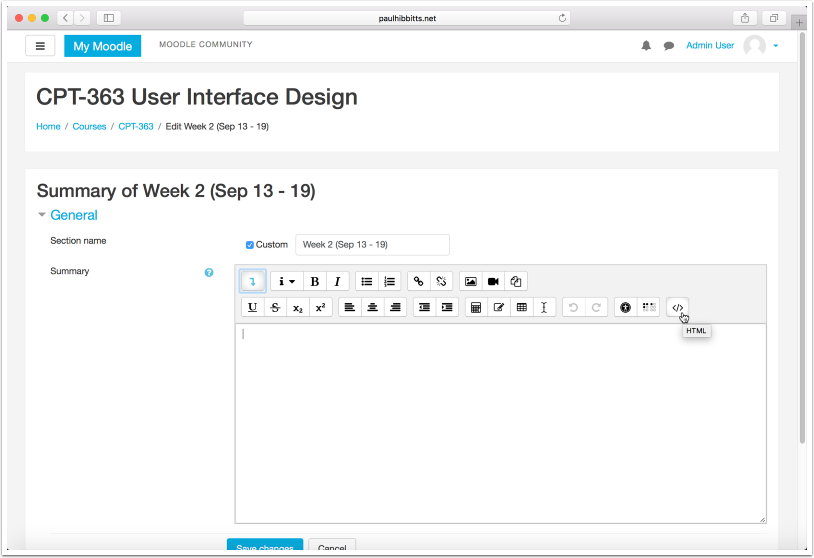 paulhibbitts.net
My Moodle MOODLE COMMUNITY Admin User
CPT-363 User Interface Design
Home / Courses / CPT-363 / Edit Week 2 (Sep 13 - 19)
Summary of Week 2 (Sep 13 - 19)
General
Section name Custom Week 2 (Sep 13 - 19)
Summary
B I
U S x₂ x²
HTML
Save changes Cancel